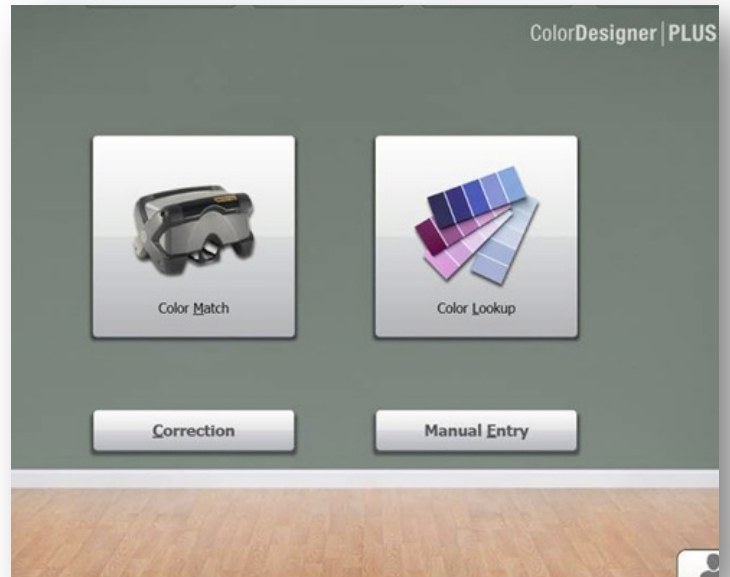 ColorDesigner|PLUS
Color Match
Color Lookup
Correction
Manual Entry